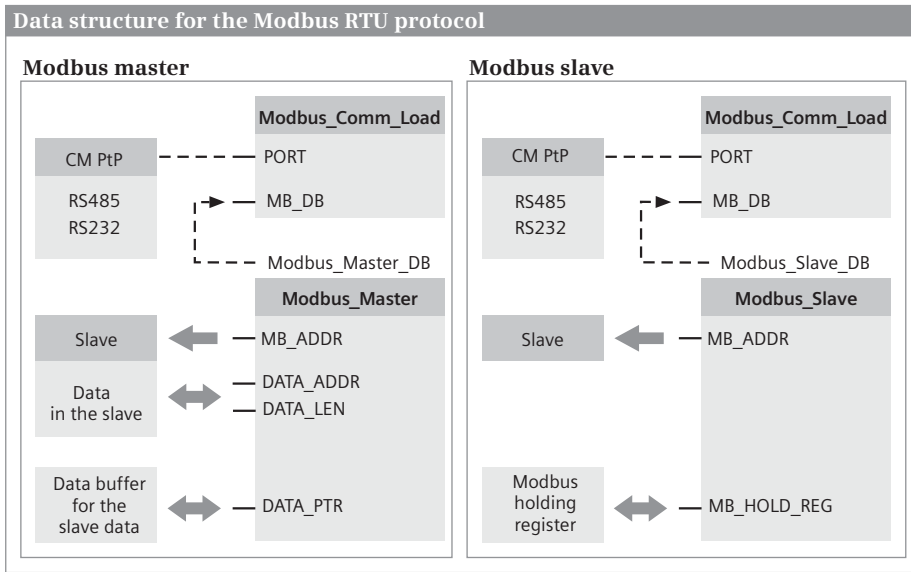 Data structure for the Modbus RTU protocol
Modbus master
Modbus_Comm_Load
CM PtP
PORT
RS485
RS232
MB_DB
Modbus_Master_DB
Modbus_Master
Slave
MB_ADDR
Data
in the slave
DATA_ADDR
DATA_LEN
Data buffer
for the
slave data
DATA_PTR
Modbus slave
Modbus_Comm_Load
CM PtP
PORT
RS485
RS232
MB_DB
Modbus_Slave_DB
Modbus_Slave
Slave
MB_ADDR
Modbus
holding
register
MB_HOLD_REG